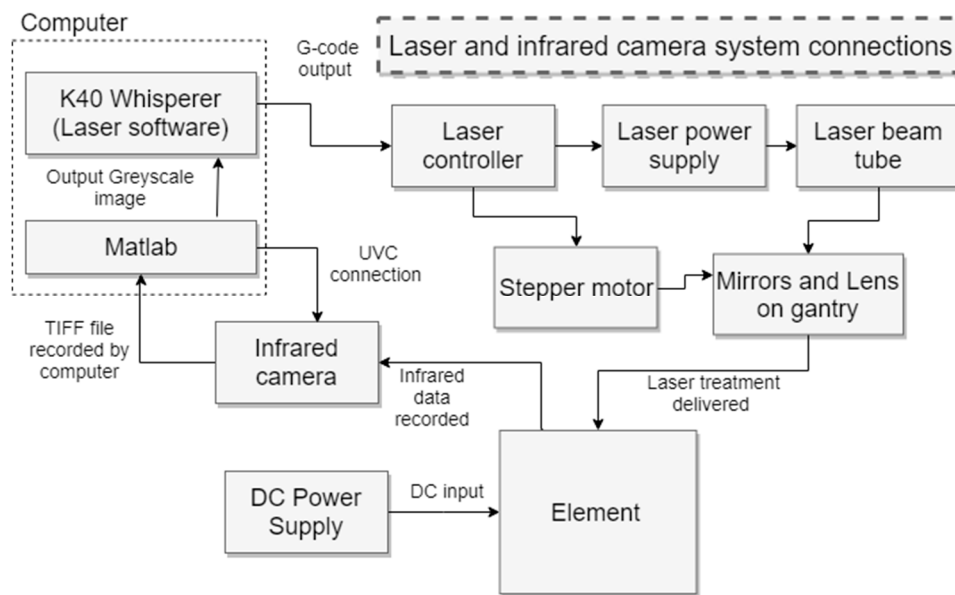 Computer
Laser and infrared camera system connections
G-code
output
K40 Whisperer
(Laser software)
Laser
controller
Laser power
supply
Laser beam
tube
Output Greyscale
image
Matlab
UVC
connection
Stepper motor
Mirrors and Lens
on gantry
TIFF file
recorded by
computer
Infrared
camera
Infrared
data
recorded
Laser treatment
delivered
DC Power
Supply
DC input
Element